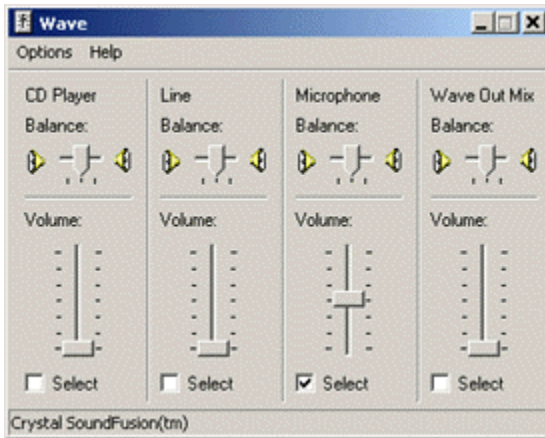 Wave
Options Help
CD Player Line Microphone Wave Out Mix
Balance: Balance: Balance: Balance:
Volume: Volume: Volume: Volume:
Select Select Select Select
Crystal SoundFusion(tm)